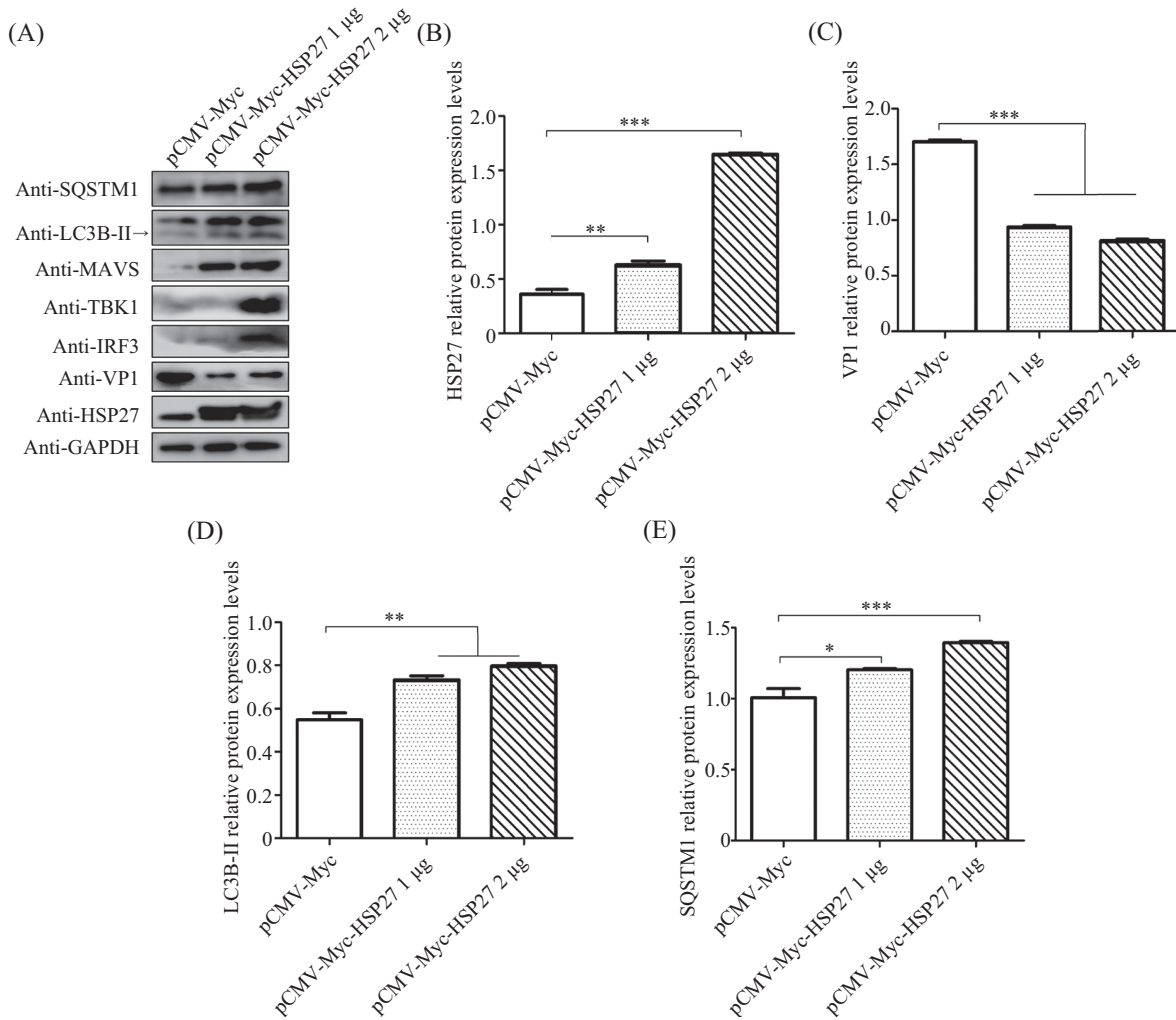 (A)
pCMV-Myc
pCMV-Myc-HSP27 1 µg
pCMV-Myc-HSP27 2 µg
Anti-SQSTM1
Anti-LC3B-II→
Anti-MAVS
Anti-TBK1
Anti-IRF3
Anti-VP1
Anti-HSP27
Anti-GAPDH
(B)
HSP27 relative protein expression levels
2.0
1.5
1.0
0.5
0
***
**
pCMV-Myc
pCMV-Myc-HSP27 1 µg
pCMV-Myc-HSP27 2 µg
(C)
VP1 relative protein expression levels
2.0
1.5
1.0
0.5
0
***
pCMV-Myc
pCMV-Myc-HSP27 1 µg
pCMV-Myc-HSP27 2 µg
(D)
LC3B-II relative protein expression levels
1.0
0.8
0.6
0.4
0.2
0
**
pCMV-Myc
pCMV-Myc-HSP27 1 µg
pCMV-Myc-HSP27 2 µg
(E)
SQSTM1 relative protein expression levels
1.5
1.0
0.5
0
***
*
pCMV-Myc
pCMV-Myc-HSP27 1 µg
pCMV-Myc-HSP27 2 µg